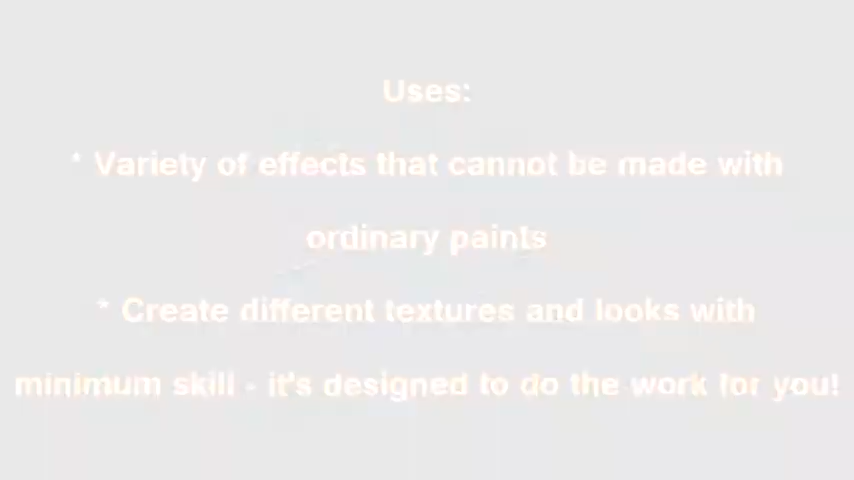 Uses:
* Variety of effects that cannot be made with
ordinary paints
* Create different textures and looks with
minimum skill - it's designed to do the work for you!